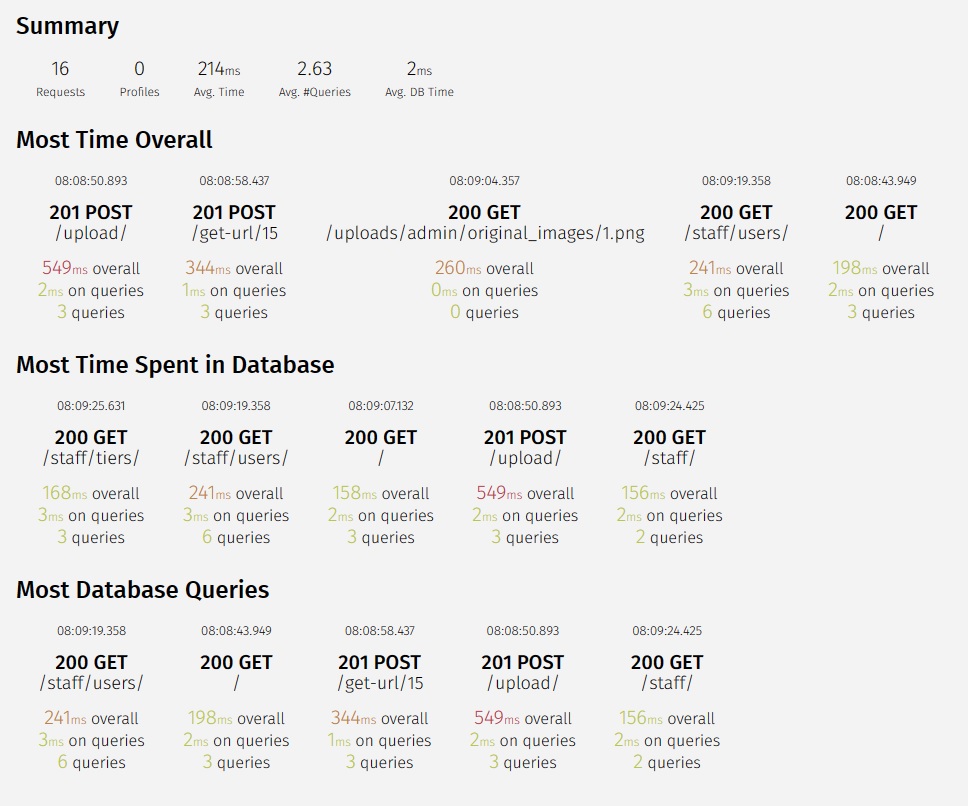 Summary
16 0 214ms 2.63 2ms
Requests Profiles Avg. Time Avg. #Queries Avg. DB Time
Most Time Overall
08:08:50.893 08:08:58.437 08:09:04.357 08:09:19.358 08:08:43.949
201 POST 201 POST 200 GET 200 GET 200 GET
/upload/ /get-url/15 /uploads/admin/original_images/1.png /staff/users/ /
549ms overall 344ms overall 260ms overall 241ms overall 198ms overall
2ms on queries 1ms on queries 0ms on queries 3ms on queries 2ms on queries
3 queries 3 queries 0 queries 6 queries 3 queries
Most Time Spent in Database
08:09:25.631 08:09:19.358 08:09:07.132 08:08:50.893 08:09:24.425
200 GET 200 GET 200 GET 201 POST 200 GET
/staff/tiers/ /staff/users/ / /upload/ /staff/
168ms overall 241ms overall 158ms overall 549ms overall 156ms overall
3ms on queries 3ms on queries 2ms on queries 2ms on queries 2ms on queries
3 queries 6 queries 3 queries 3 queries 2 queries
Most Database Queries
08:09:19.358 08:08:43.949 08:08:58.437 08:08:50.893 08:09:24.425
200 GET 200 GET 201 POST 201 POST 200 GET
/staff/users/ / /get-url/15 /upload/ /staff/
241ms overall 198ms overall 344ms overall 549ms overall 156ms overall
3ms on queries 2ms on queries 1ms on queries 2ms on queries 2ms on queries
6 queries 3 queries 3 queries 3 queries 2 queries